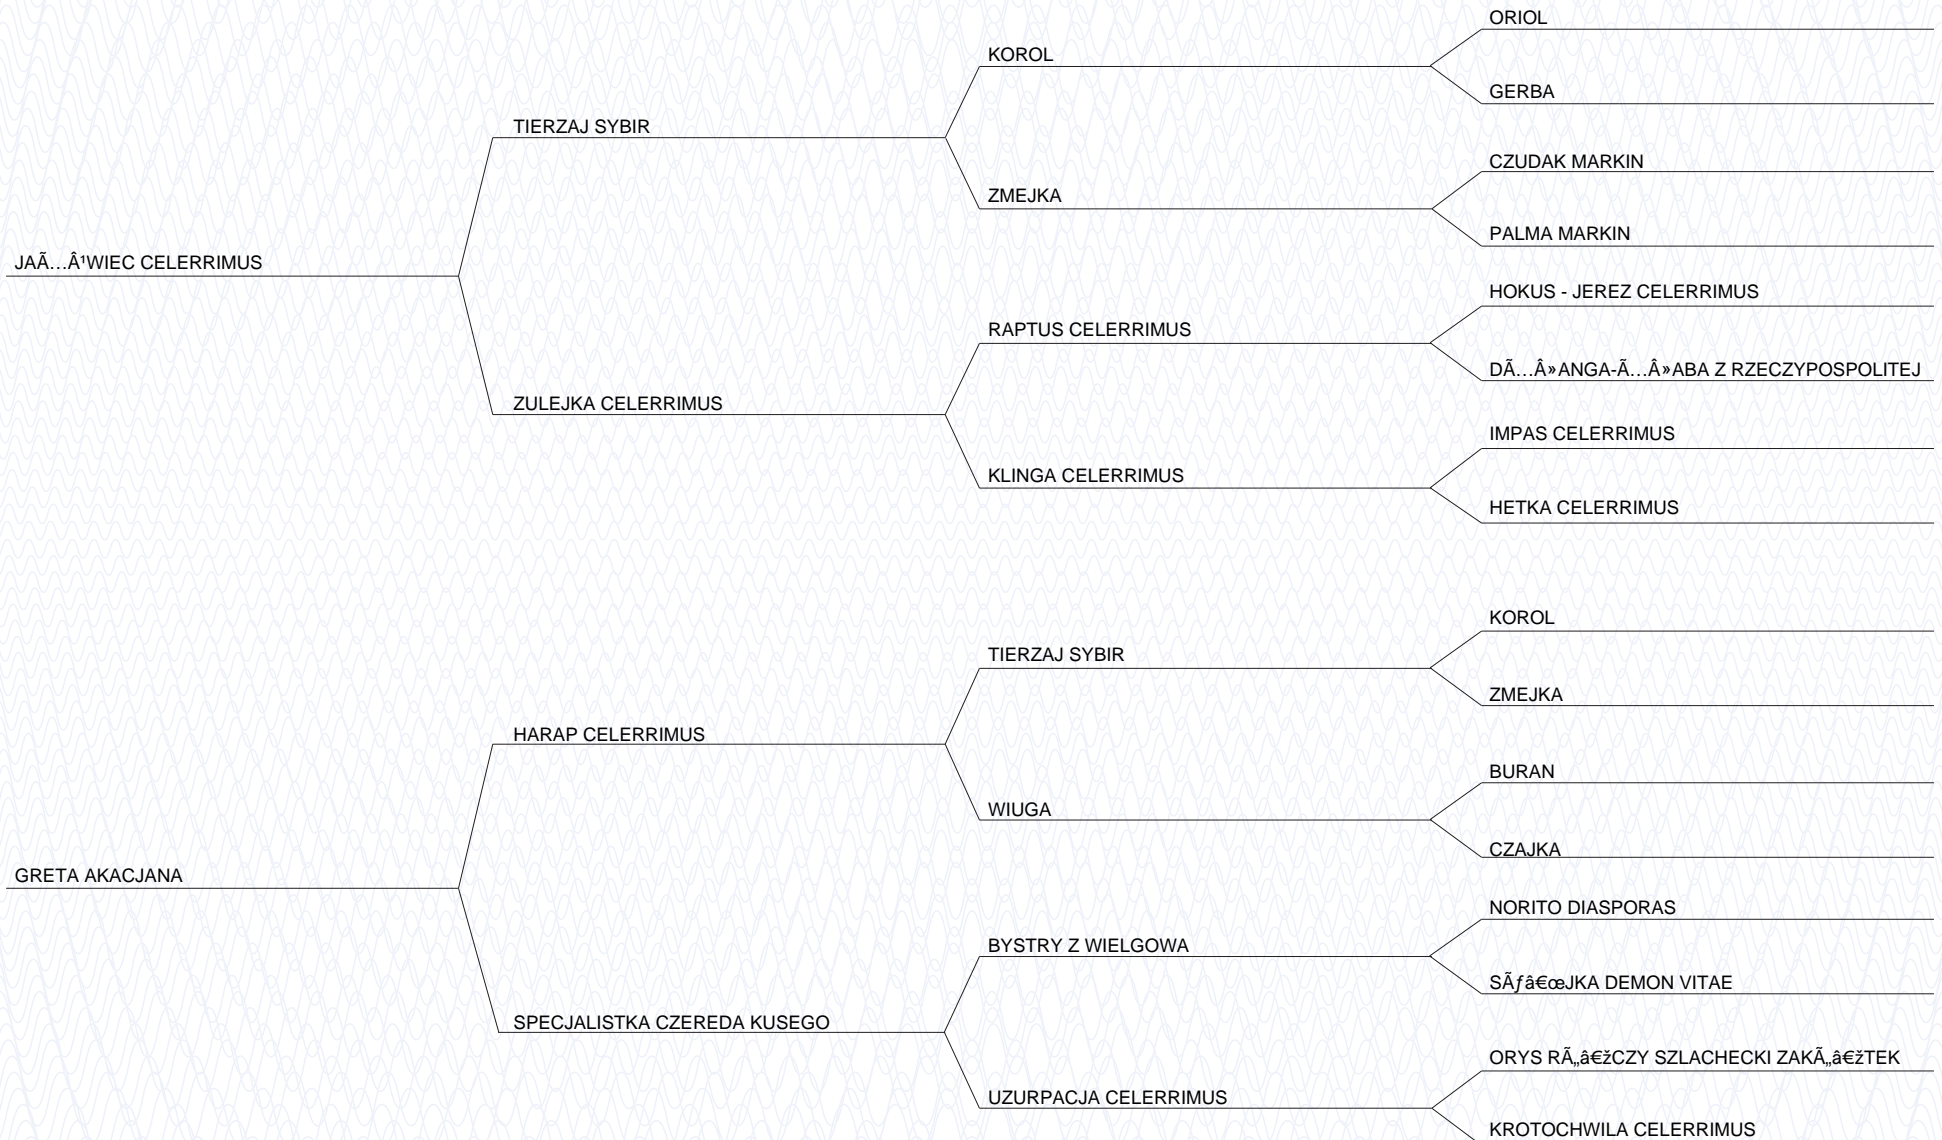 ORIOL
KOROL
GERBA
TIERZAJ SYBIR
CZUDAK MARKIN
ZMEJKA
PALMA MARKIN
JAÃ…Â¹WIEC CELERRIMUS
HOKUS - JEREZ CELERRIMUS
RAPTUS CELERRIMUS
DÃ…Â»ANGA-Ã…Â»ABA Z RZECZYPOSPOLITEJ
ZULEJKA CELERRIMUS
IMPAS CELERRIMUS
KLINGA CELERRIMUS
HETKA CELERRIMUS
KOROL
TIERZAJ SYBIR
ZMEJKA
HARAP CELERRIMUS
BURAN
WIUGA
CZAJKA
GRETA AKACJANA
NORITO DIASPORAS
BYSTRY Z WIELGOWA
SÃƒâ€œJKA DEMON VITAE
SPECJALISTKA CZEREDA KUSEGO
ORYS RÃ„â€žCZY SZLACHECKI ZAKÃ„â€žTEK
UZURPACJA CELERRIMUS
KROTOCHWILA CELERRIMUS